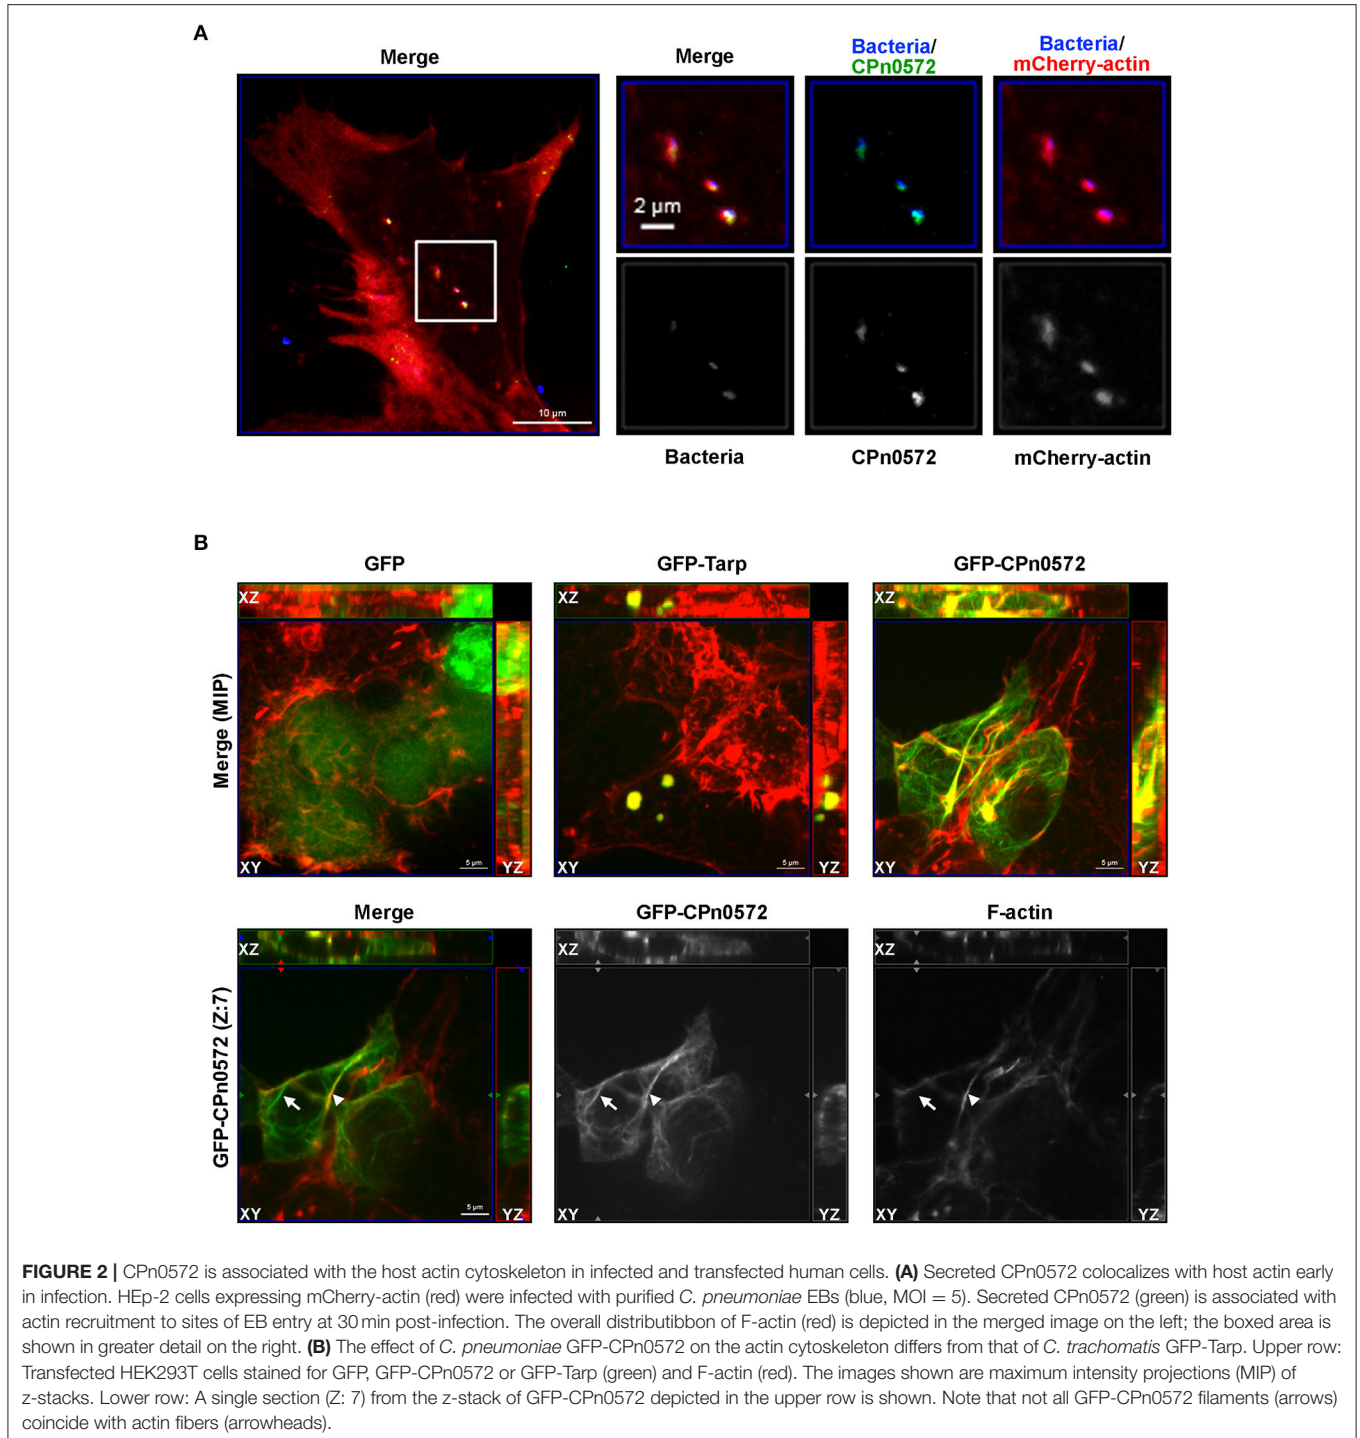 A
Merge
Merge
Bacteria/
CPn0572
Bacteria/
mCherry-actin
2 µm
10 µm
Bacteria
CPn0572
mCherry-actin
B
GFP
GFP-Tarp
GFP-CPn0572
Merge (MIP)
XZ
XY
5 µm
YZ
XZ
XY
5 µm
YZ
XZ
XY
5 µm
YZ
Merge
GFP-CPn0572
F-actin
GFP-CPn0572 (Z:7)
XZ
XY
5 µm
YZ
XZ
XY
YZ
XZ
XY
YZ
FIGURE 2 | CPn0572 is associated with the host actin cytoskeleton in infected and transfected human cells. (A) Secreted CPn0572 colocalizes with host actin early
in infection. HEp-2 cells expressing mCherry-actin (red) were infected with purified C. pneumoniae EBs (blue, MOI = 5). Secreted CPn0572 (green) is associated with
actin recruitment to sites of EB entry at 30 min post-infection. The overall distributibbon of F-actin (red) is depicted in the merged image on the left; the boxed area is
shown in greater detail on the right. (B) The effect of C. pneumoniae GFP-CPn0572 on the actin cytoskeleton differs from that of C. trachomatis GFP-Tarp. Upper row:
Transfected HEK293T cells stained for GFP, GFP-CPn0572 or GFP-Tarp (green) and F-actin (red). The images shown are maximum intensity projections (MIP) of
z-stacks. Lower row: A single section (Z: 7) from the z-stack of GFP-CPn0572 depicted in the upper row is shown. Note that not all GFP-CPn0572 filaments (arrows)
coincide with actin fibers (arrowheads).